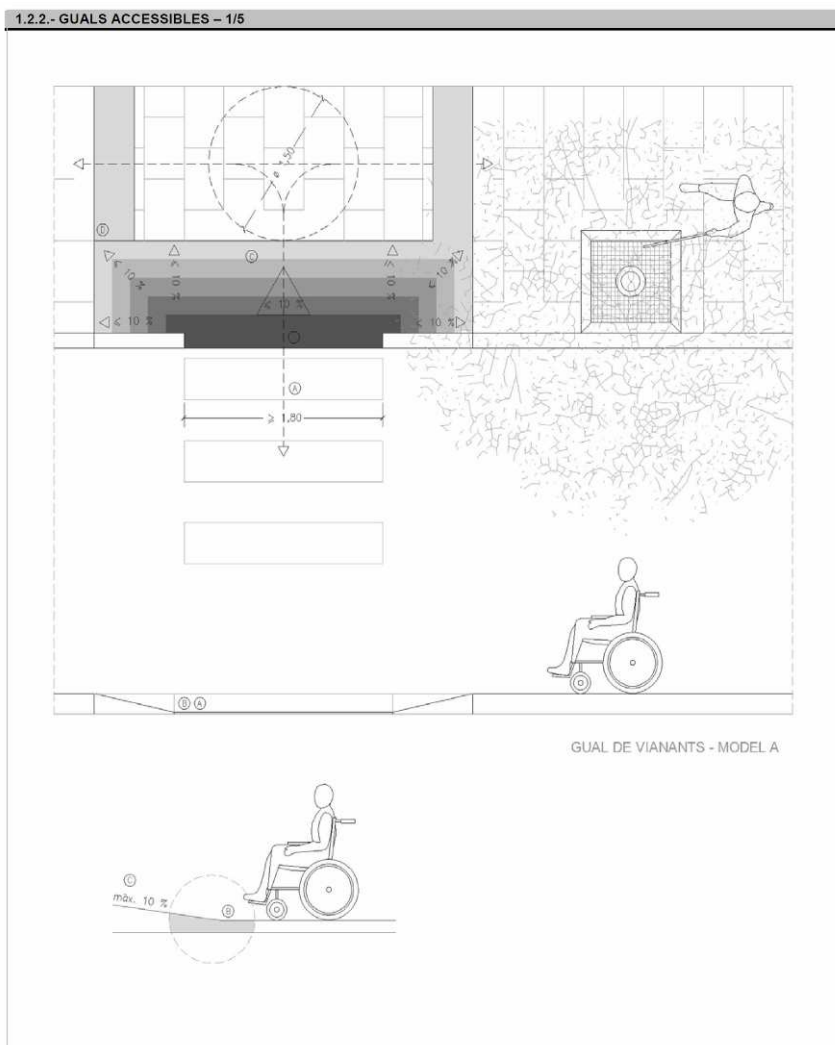 1.2.2.- GUALS ACCESSIBLES – 1/5
ø 1,50
D
C
≤ 10 %
≤ 10 %
≤ 10 %
≤ 10 %
≤ 10 %
≤ 10 %
≤ 10 %
A
≥ 1,80
B A
GUAL DE VIANANTS - MODEL A
C
màx. 10 %
B